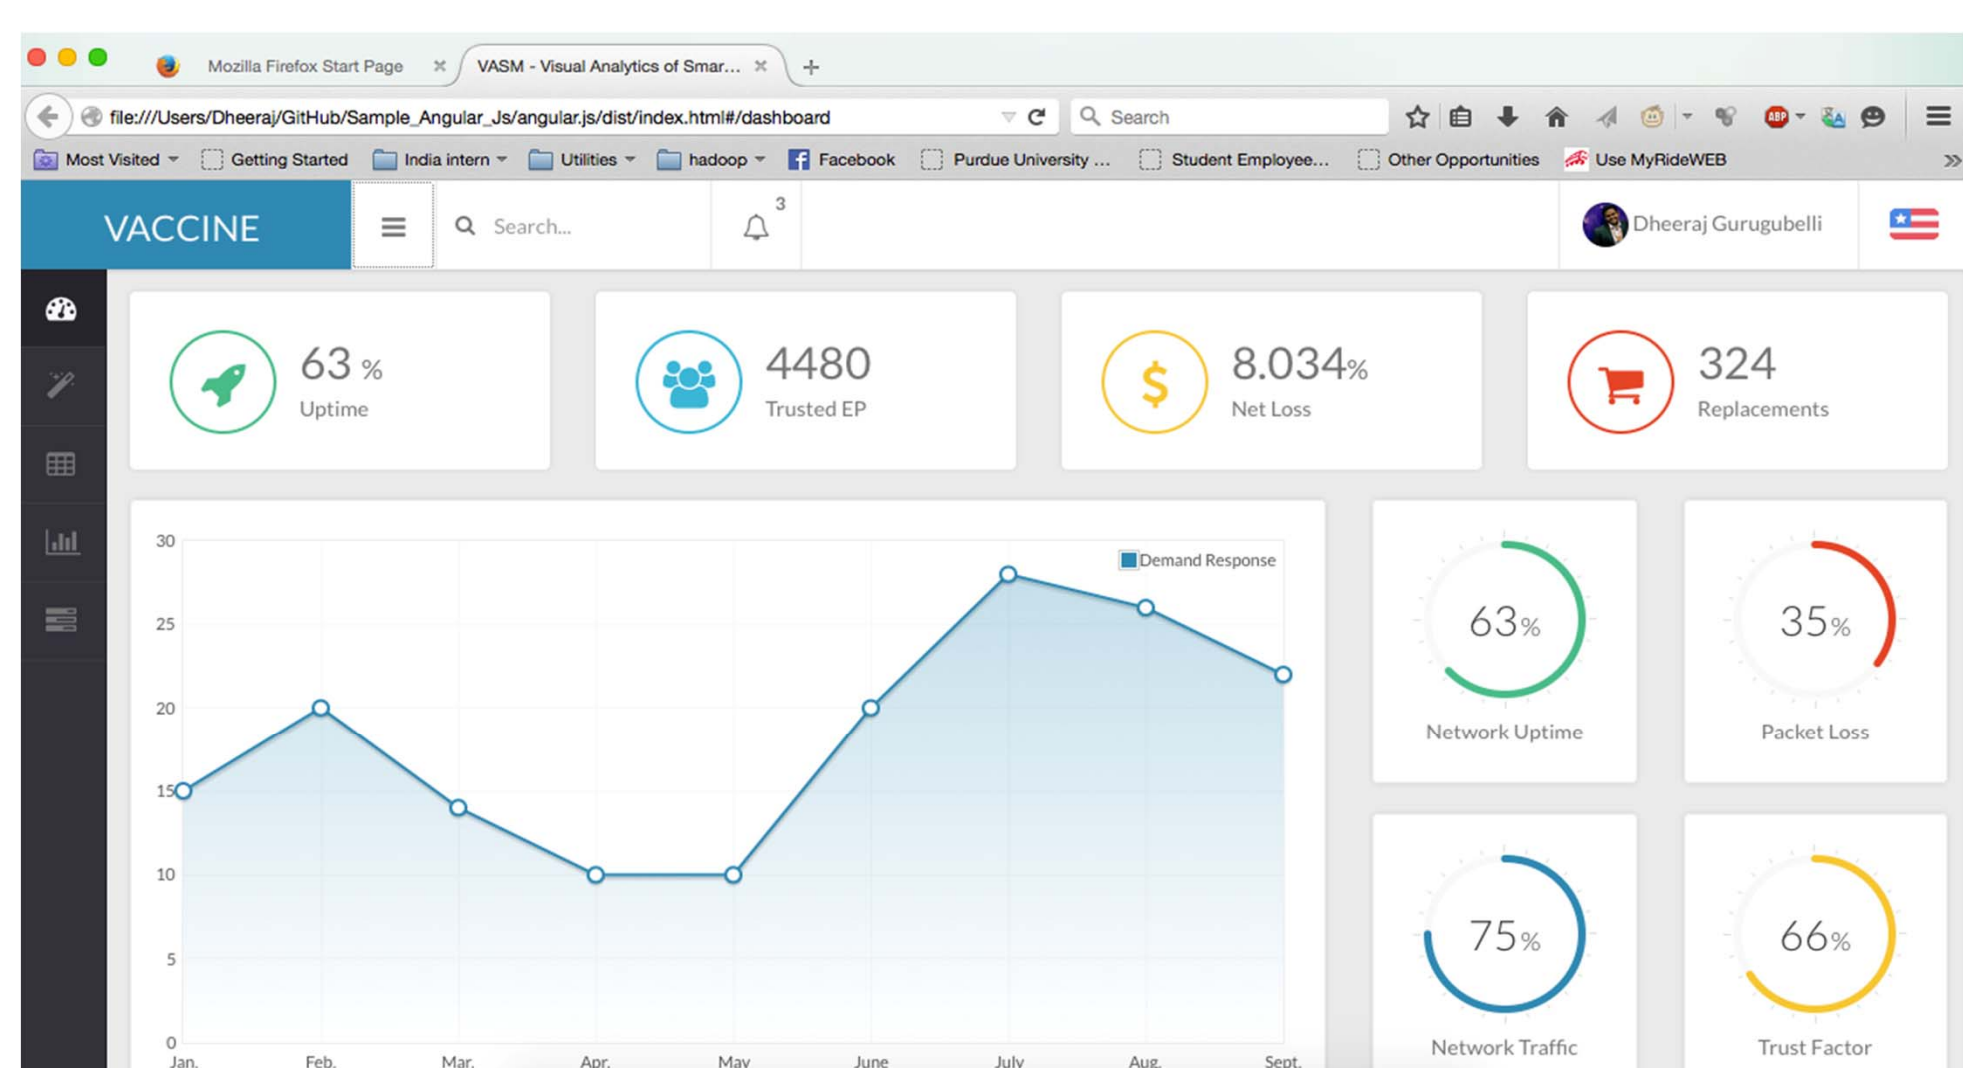 Mozilla Firefox Start Page
VASM - Visual Analytics of Smar...
file:///Users/Dheeraj/GitHub/Sample_Angular_Js/angular.js/dist/index.html#/dashboard
Search
ABP
Most Visited
Getting Started
India intern
Utilities
hadoop
Facebook
Purdue University ...
Student Employee...
Other Opportunities
Use MyRideWEB
VACCINE
Search...
3
Dheeraj Gurugubelli
63 %
Uptime
4480
Trusted EP
8.034%
Net Loss
324
Replacements
30
25
20
15
10
5
0
Demand Response
Jan.
Feb.
Mar.
Apr.
May
June
July
Aug.
Sept.
63%
Network Uptime
35%
Packet Loss
75%
Network Traffic
66%
Trust Factor